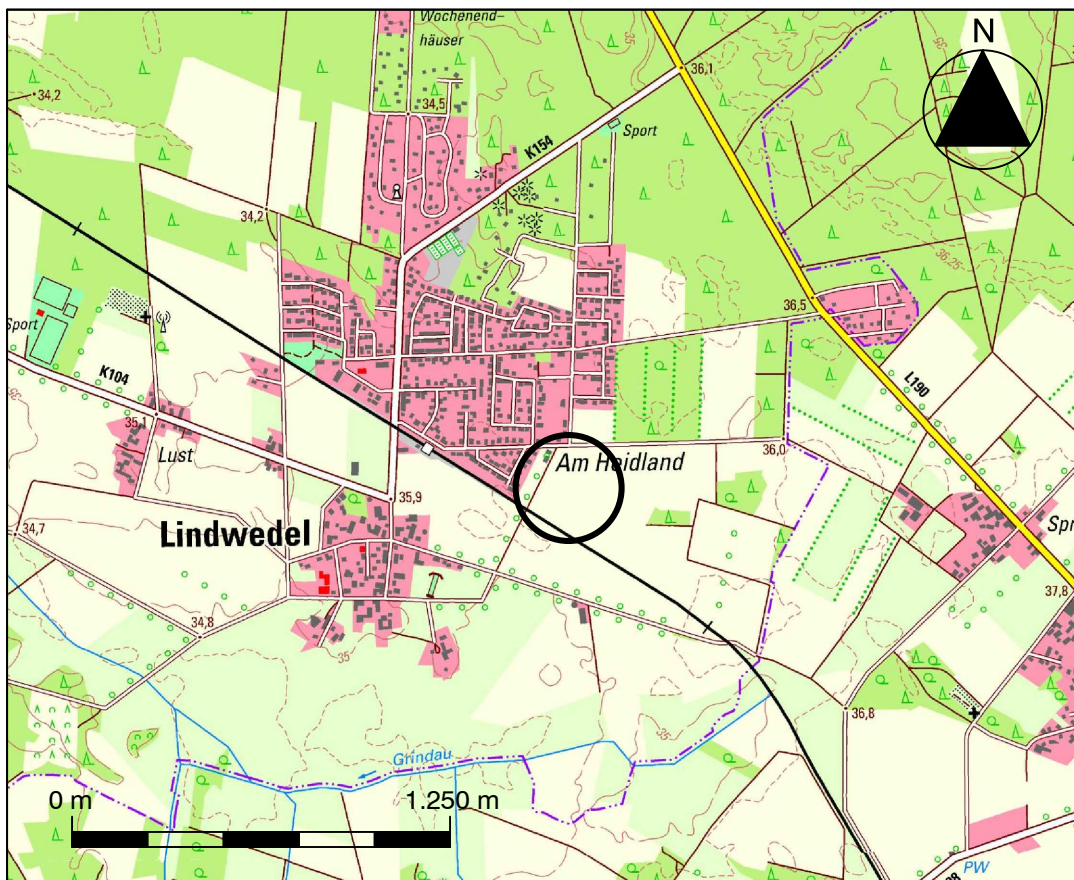 Wochenend-
häuser
34,2
34,5
36,1
35
N
35
Sport
K154
34,2
36,25
36,5
Sport
K104
L190
35,1
Lust
Am Heidland
36,0
35,9
34,7
Lindwedel
37,8
34,8
35
36,8
35
Grindau
0 m
1.250 m
PW